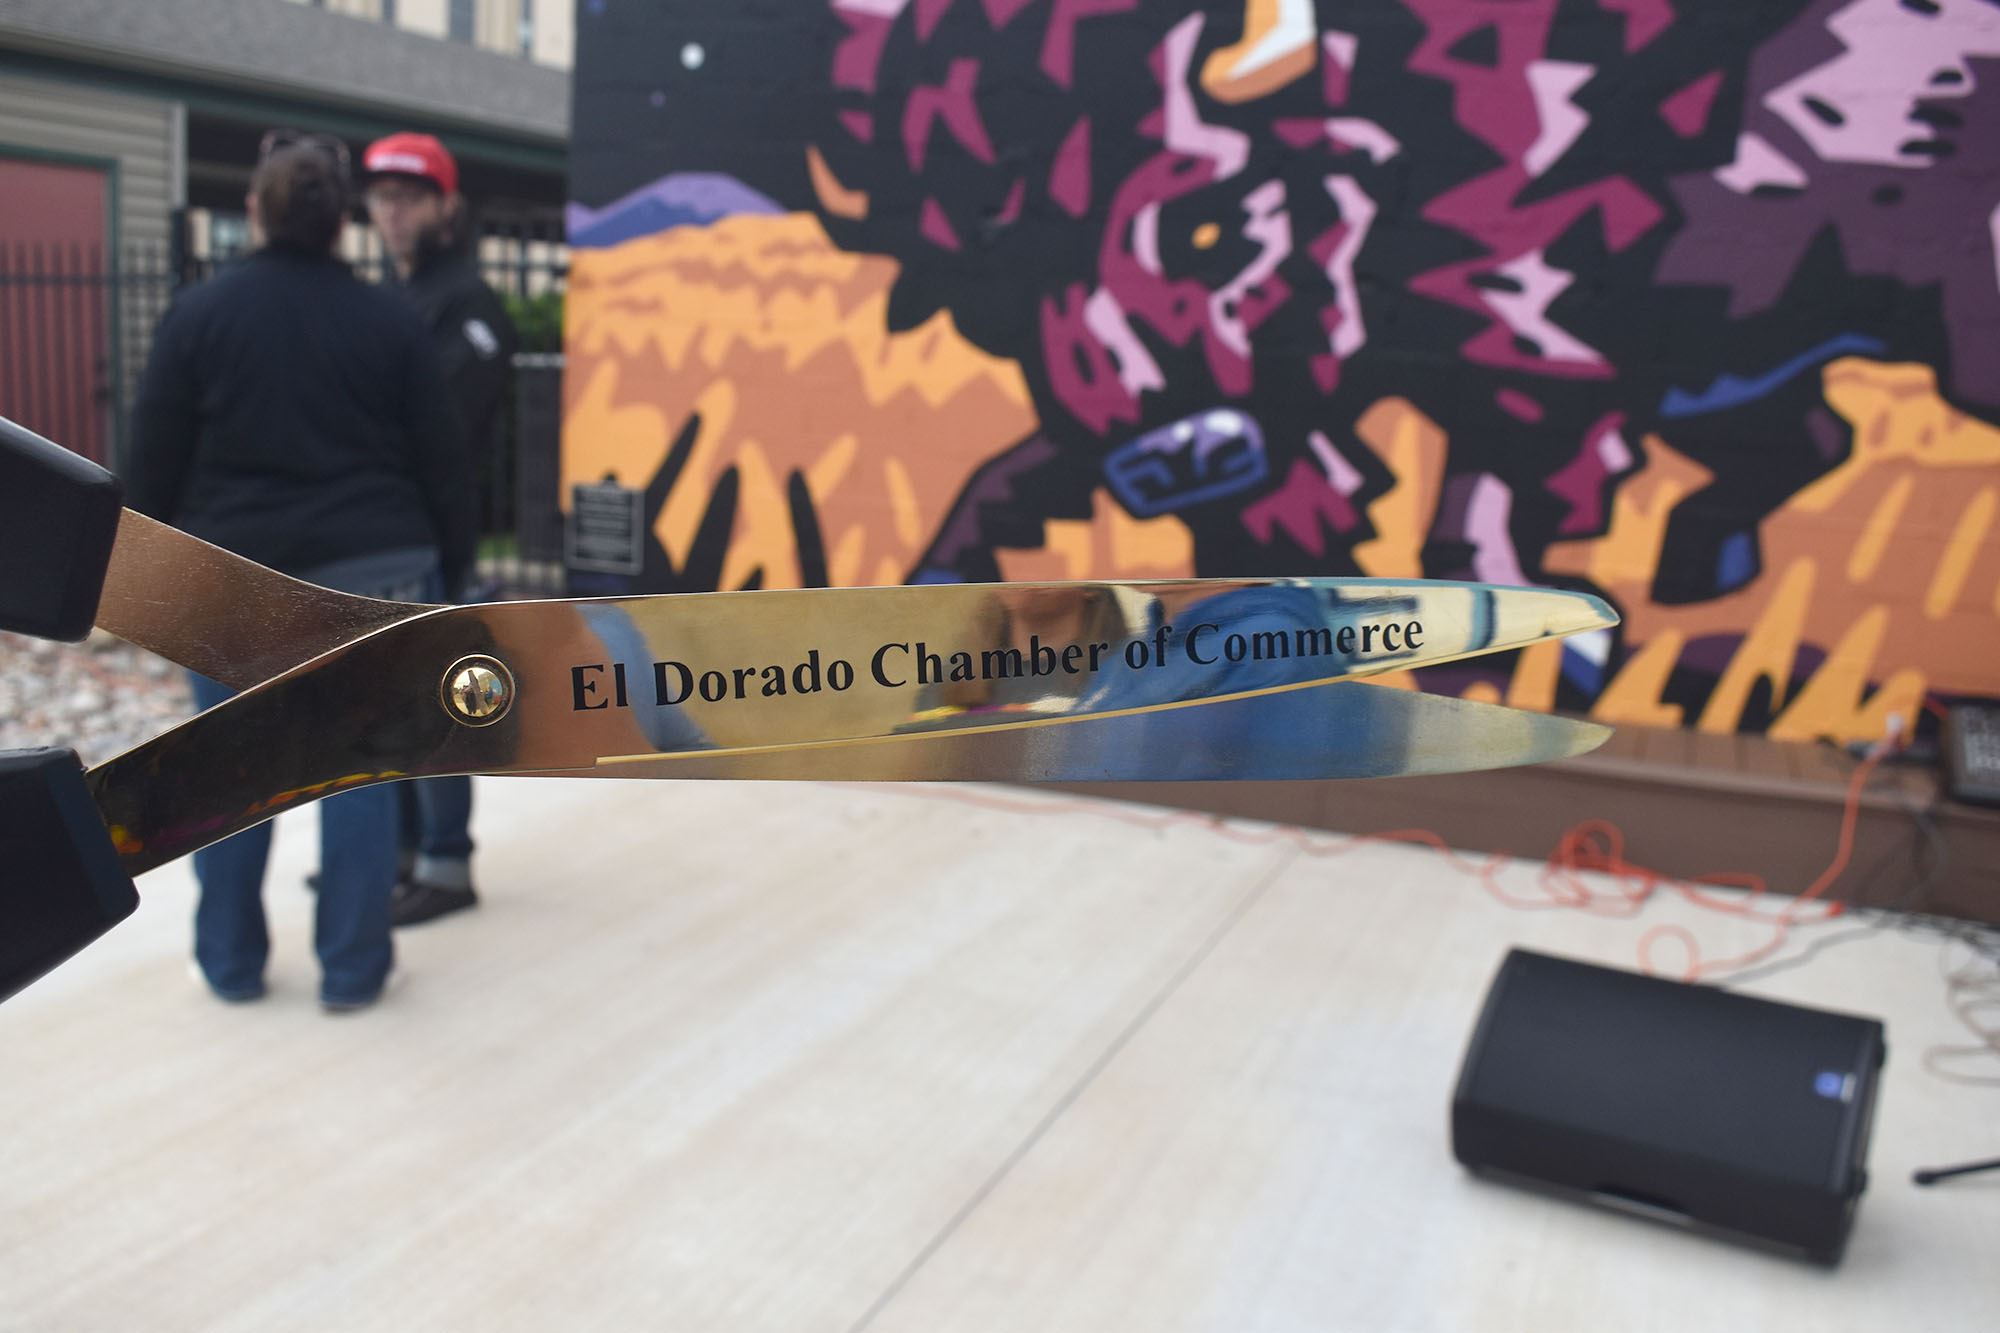 El Dorado Chamber of Commerce